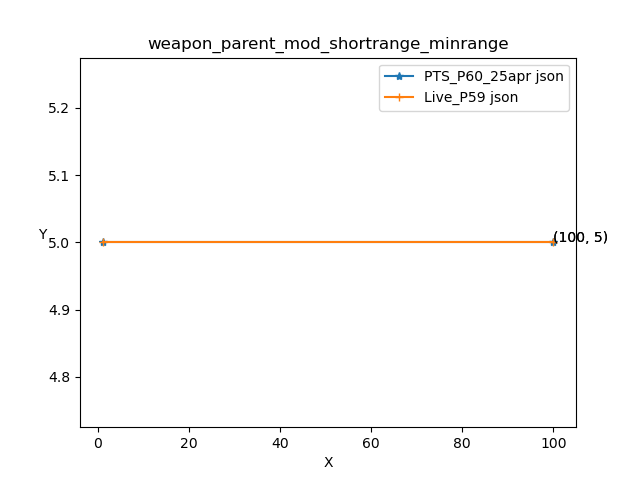 weapon_parent_mod_shortrange_minrange
PTS_P60_25apr json
Live_P59 json
5.2
5.1
Y
5.0
(100, 5)
4.9
4.8
0
20
40
60
80
100
X